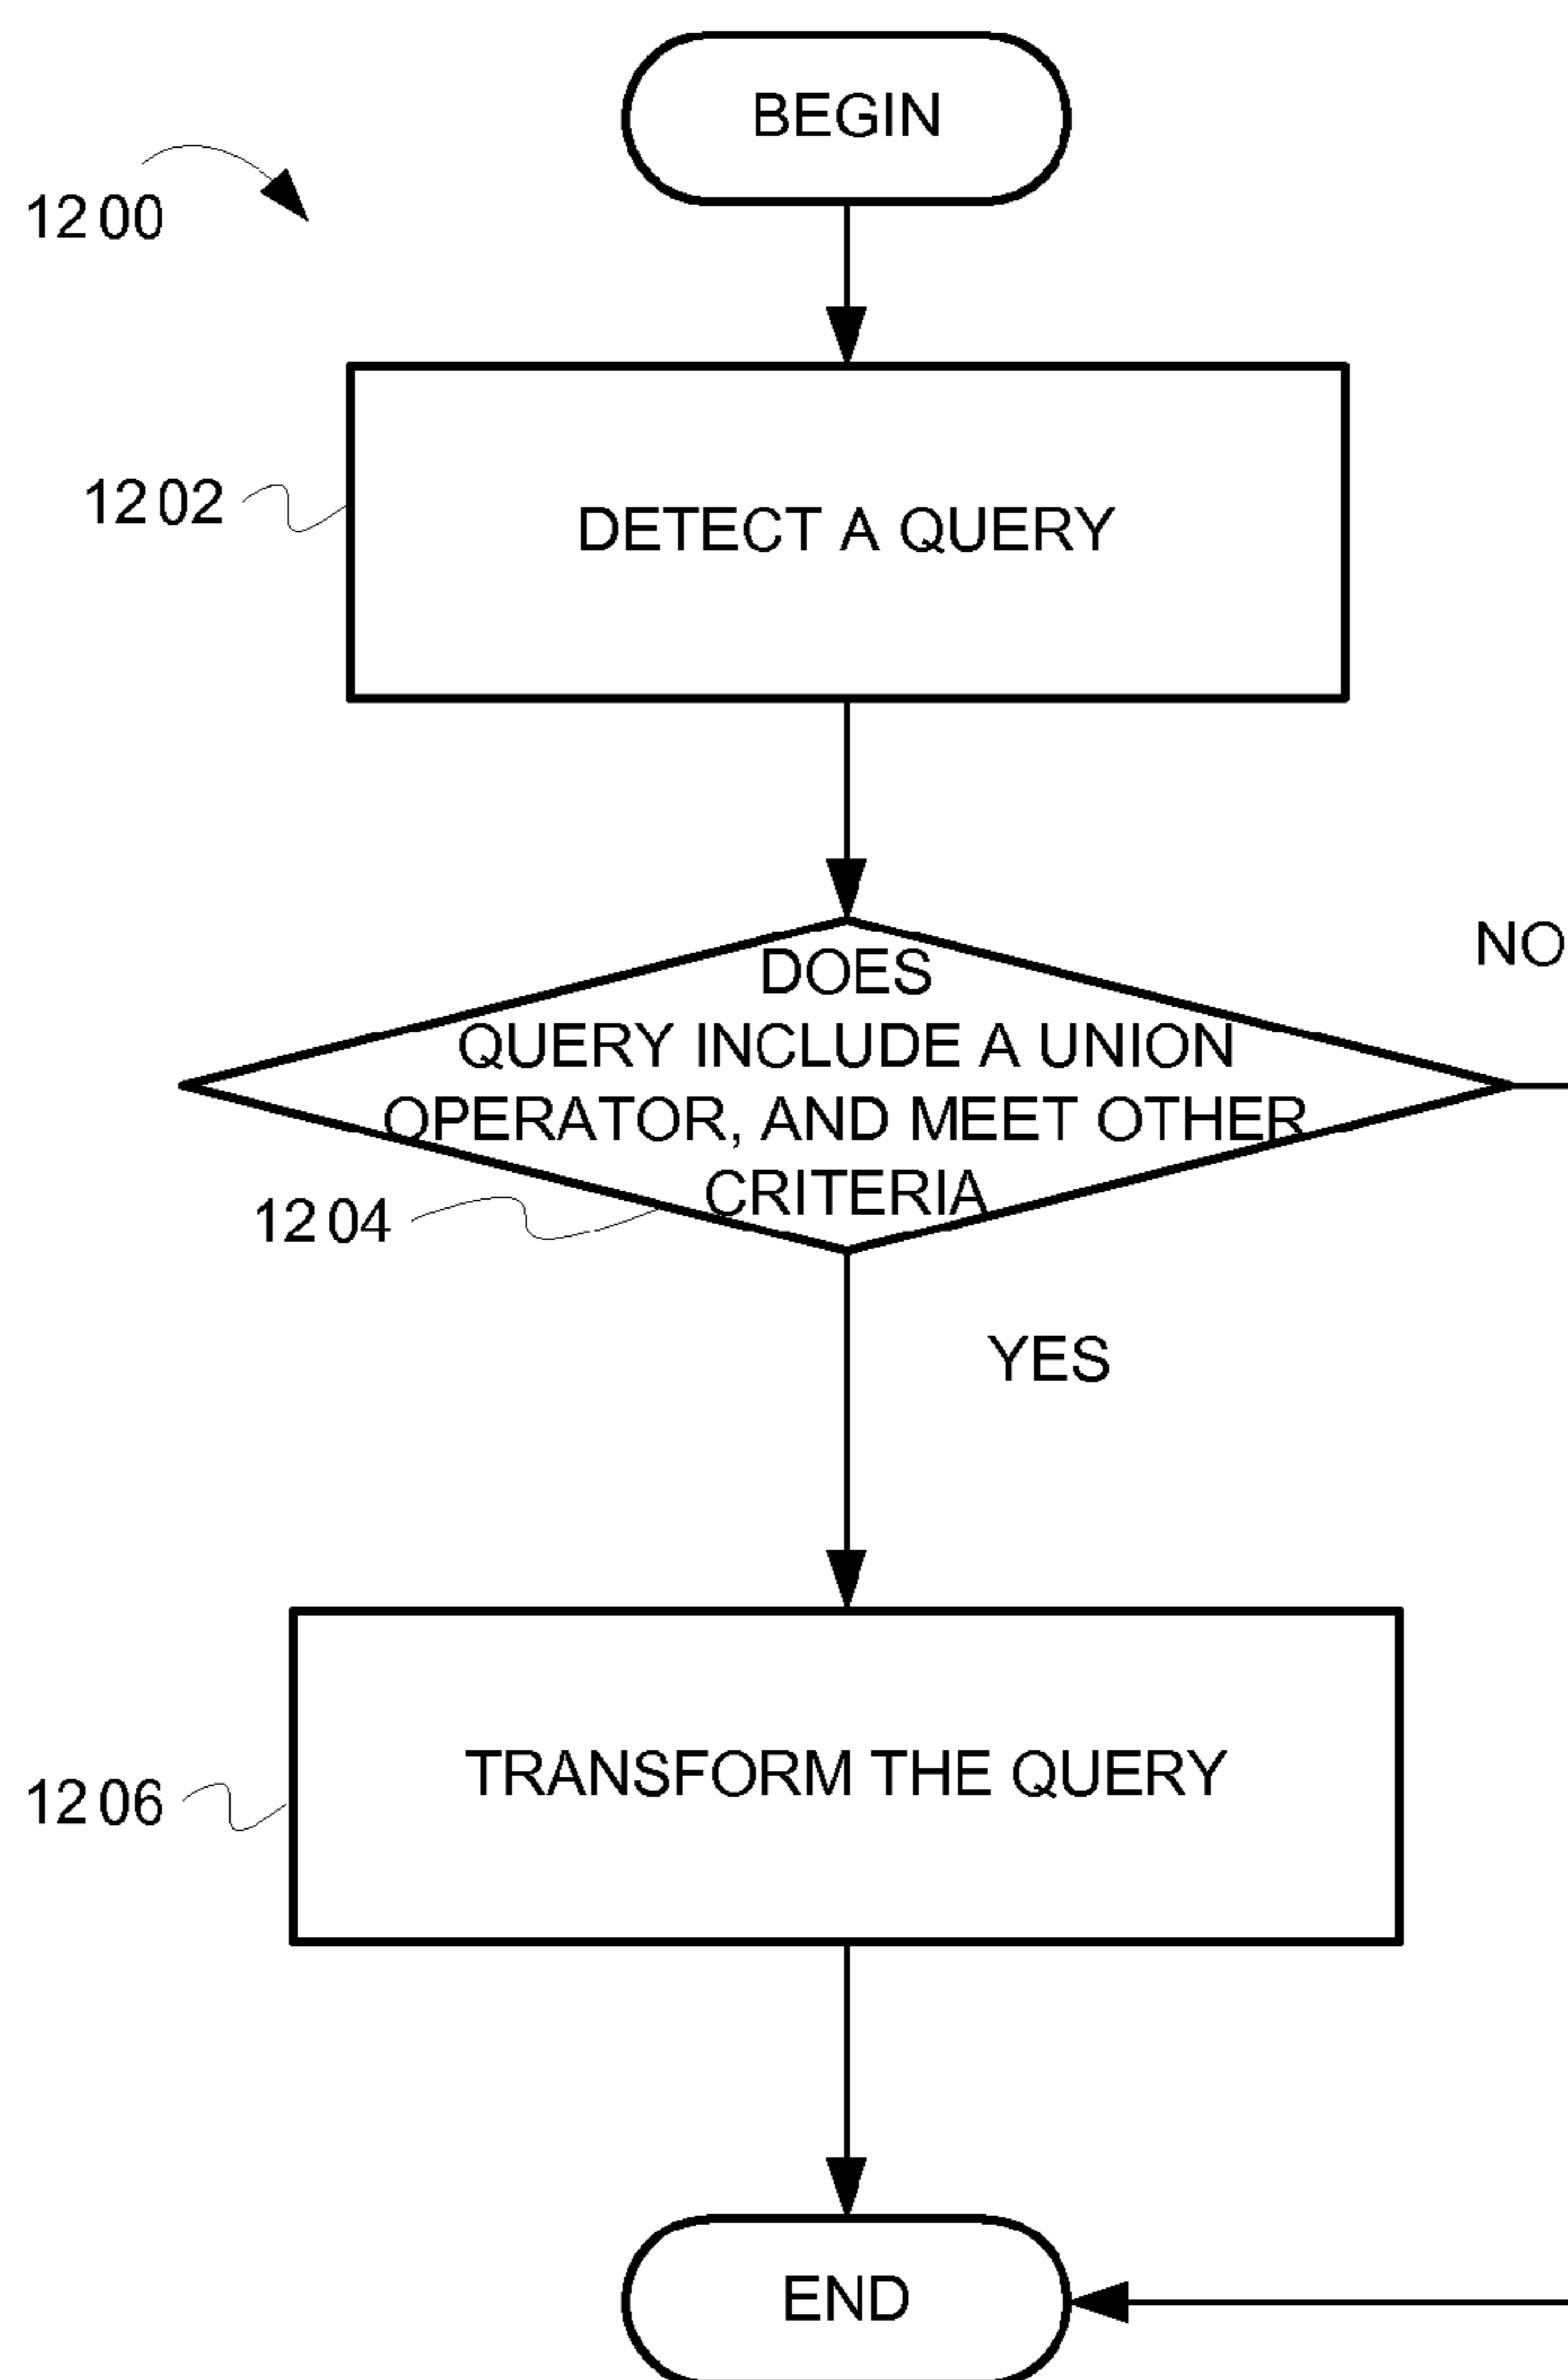 BEGIN
1200
1202
DETECT A QUERY
NO
DOES
QUERY INCLUDE A UNION
OPERATOR, AND MEET OTHER
CRITERIA
1204
YES
TRANSFORM THE QUERY
1206
END